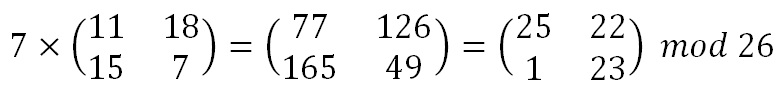 7 × (11 18 15 7) = (77 126 165 49) = (25 22 1 23) mod 26